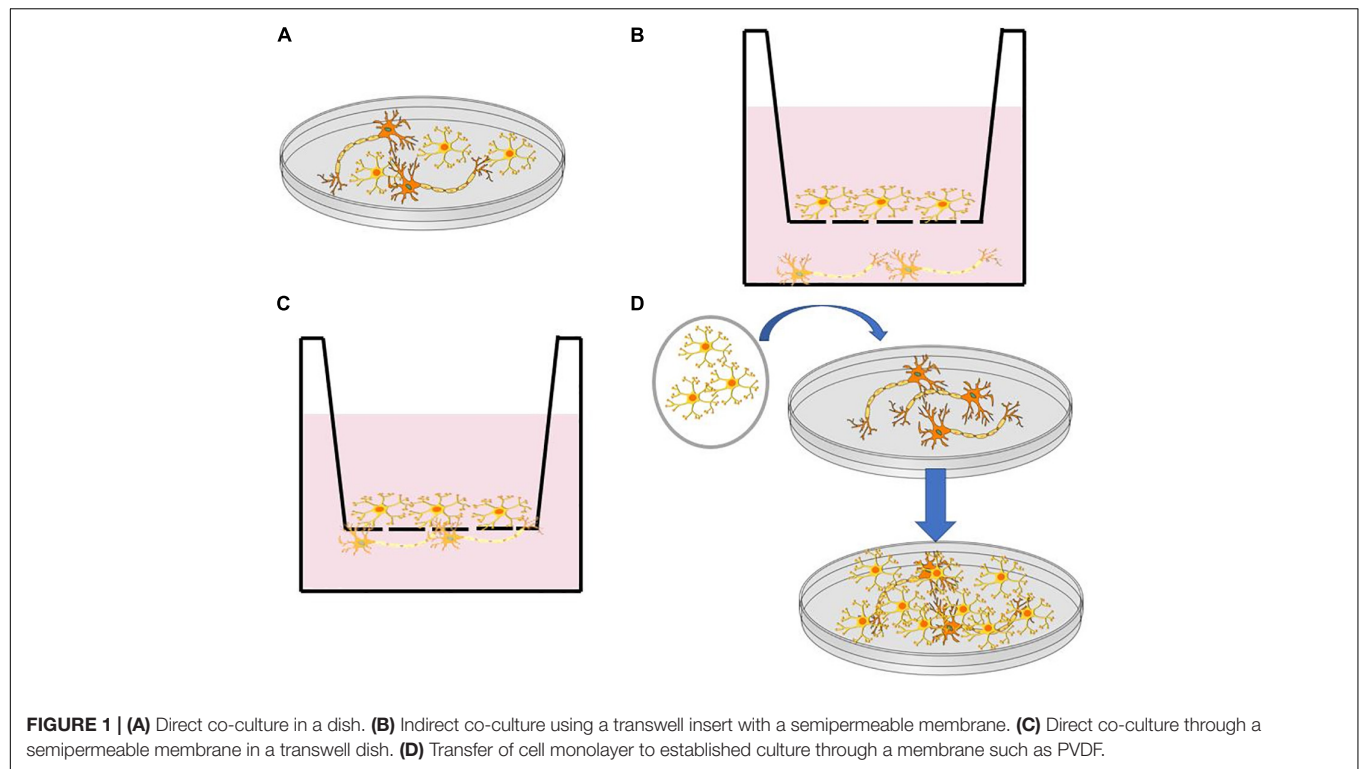 A
B
C
D
FIGURE 1 | (A) Direct co-culture in a dish. (B) Indirect co-culture using a transwell insert with a semipermeable membrane. (C) Direct co-culture through a
semipermeable membrane in a transwell dish. (D) Transfer of cell monolayer to established culture through a membrane such as PVDF.